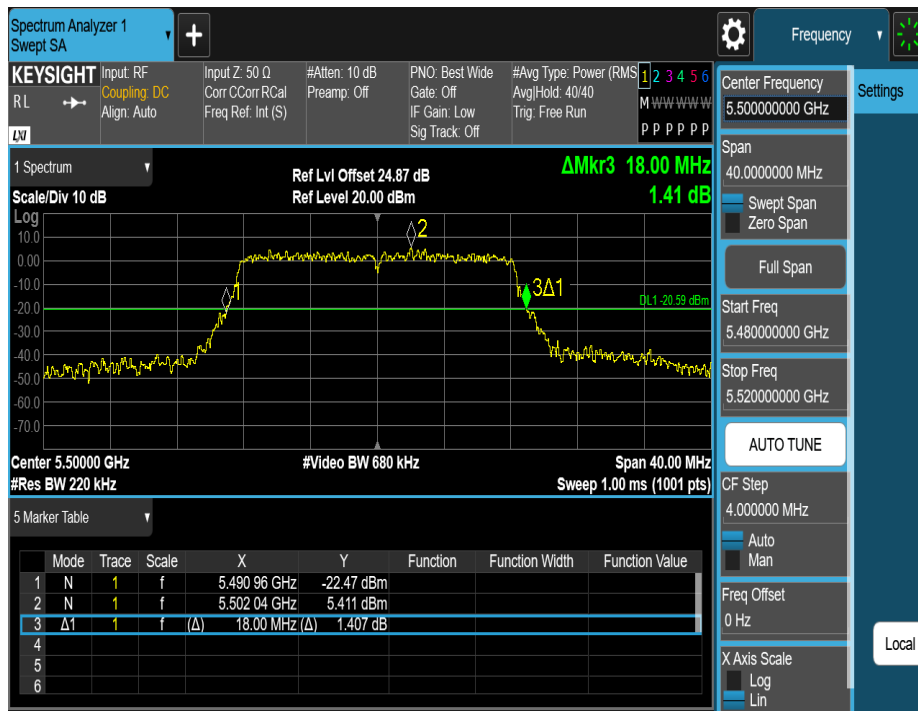 Spectrum Analyzer 1
Swept SA
+
Frequency
KEYSIGHT
RL
LXI
Input: RF
Coupling: DC
Align: Auto
Input Z: 50 Ω
Corr CCorr RCal
Freq Ref: Int (S)
#Atten: 10 dB
Preamp: Off
PNO: Best Wide
Gate: Off
IF Gain: Low
Sig Track: Off
#Avg Type: Power (RMS
Avg|Hold: 40/40
Trig: Free Run
1 2 3 4 5 6
M W W W W W
P P P P P P
Center Frequency
5.500000000 GHz
Settings
Span
40.0000000 MHz
Swept Span
Zero Span
Full Span
Start Freq
5.480000000 GHz
Stop Freq
5.520000000 GHz
AUTO TUNE
CF Step
4.000000 MHz
Auto
Man
Freq Offset
0 Hz
X Axis Scale
Log
Lin
Local
1 Spectrum
Scale/Div 10 dB
Ref Lvl Offset 24.87 dB
Ref Level 20.00 dBm
ΔMkr3 18.00 MHz
1.41 dB
Log
10.0
0.00
-10.0
-20.0
-30.0
-40.0
-50.0
-60.0
-70.0
1
2
3Δ1
DL1 -20.59 dBm
Center 5.50000 GHz
#Video BW 680 kHz
Span 40.00 MHz
#Res BW 220 kHz
Sweep 1.00 ms (1001 pts)
5 Marker Table
Mode Trace Scale X Y Function Function Width Function Value
1 N 1 f 5.490 96 GHz -22.47 dBm
2 N 1 f 5.502 04 GHz 5.411 dBm
3 Δ1 1 f (Δ) 18.00 MHz (Δ) 1.407 dB
4
5
6